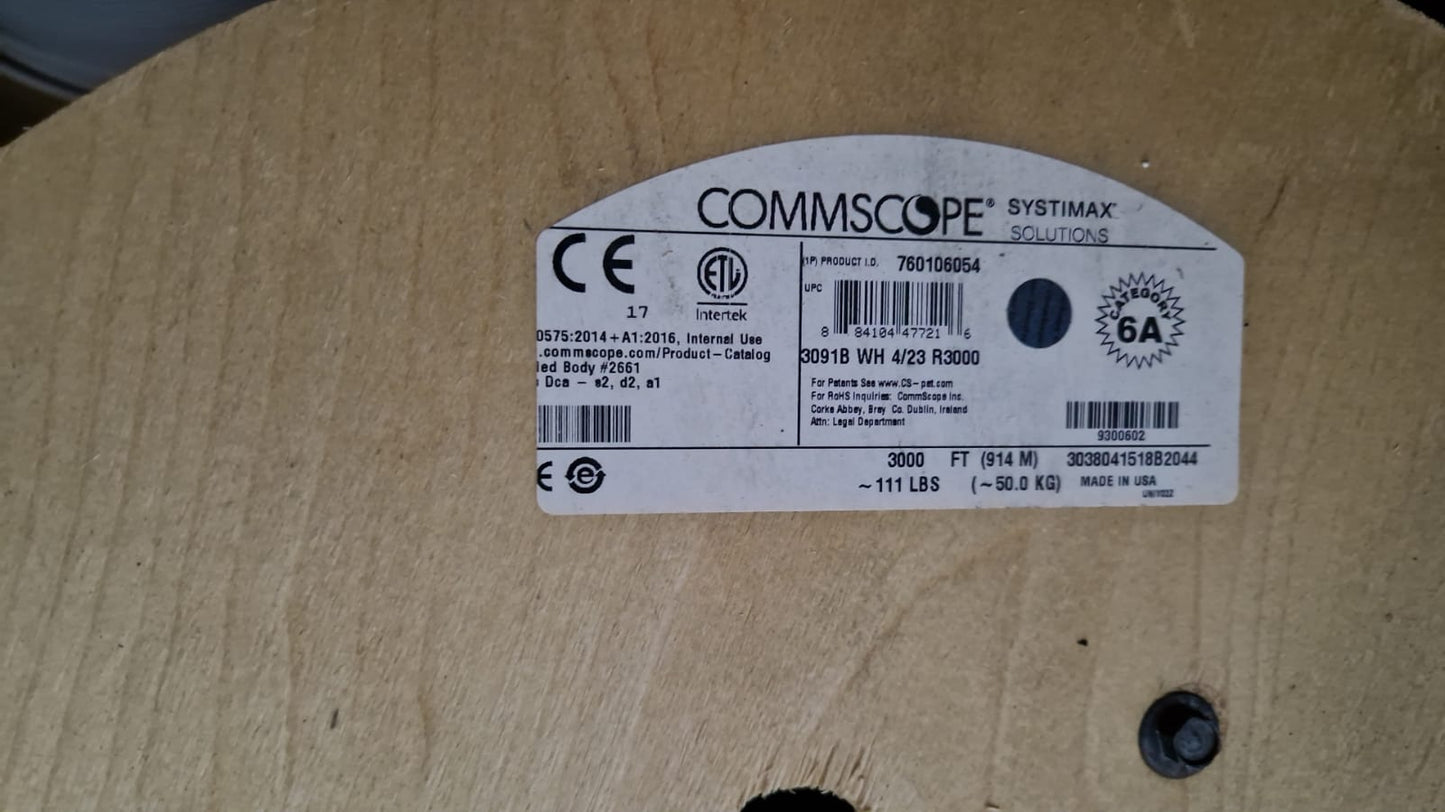 COMMSCOPE® SYSTIMAX™
SOLUTIONS
CE
17
ETL
Intertek
0575:2014+A1:2016, Internal Use
.commscope.com/Product-Catalog
ied Body #2661
Dca - s2, d2, a1
(1P) PRODUCT I.D. 760106054
UPC
8 84104 47721 6
3091B WH 4/23 R3000
For Patents See www.CS-pat.com
For RoHS Inquiries: CommScope Inc.
Corke Abbey, Bray Co. Dublin, Ireland
Attn: Legal Department
CATEGORY
6A
9300602
E e
3000 FT (914 M) 3038041518B2044
~111 LBS (~50.0 KG) MADE IN USA